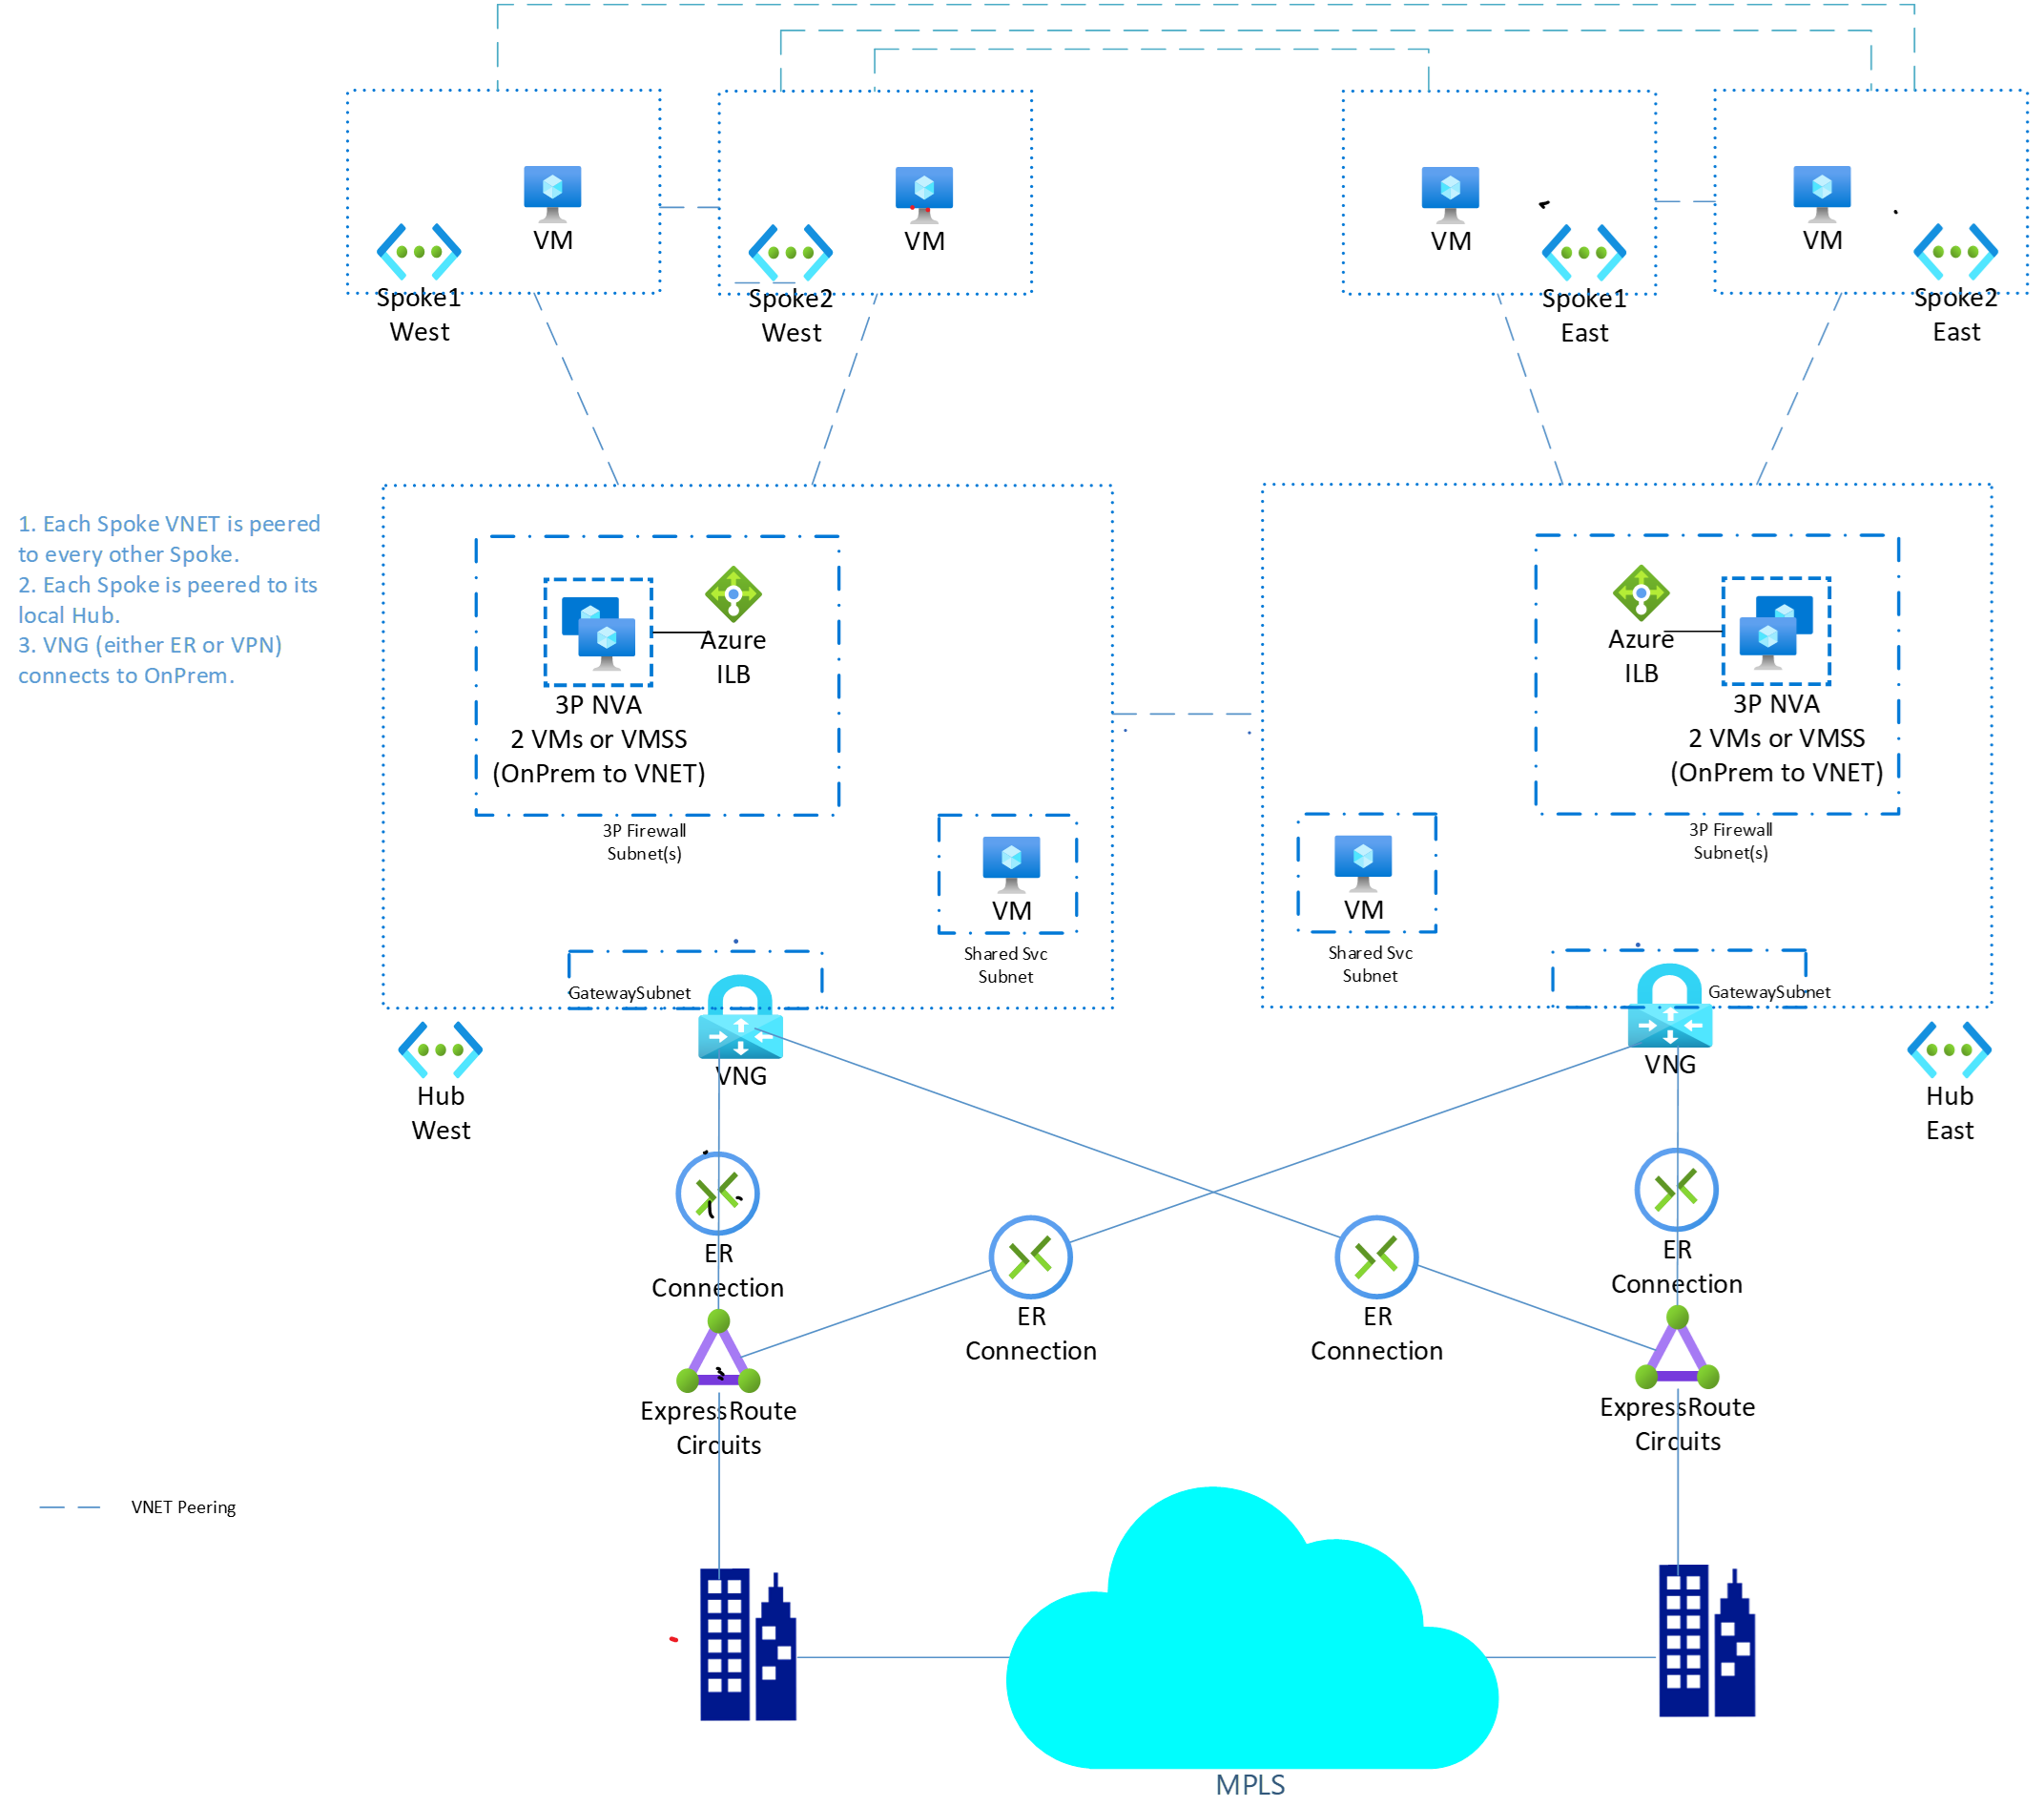 VM
Spoke1
West
VM
Spoke2
West
VM
Spoke1
East
VM
Spoke2
East
1. Each Spoke VNET is peered
to every other Spoke.
2. Each Spoke is peered to its
local Hub.
3. VNG (either ER or VPN)
connects to OnPrem.
Azure
ILB
3P NVA
2 VMs or VMSS
(OnPrem to VNET)
3P Firewall
Subnet(s)
VM
Shared Svc
Subnet
GatewaySubnet
VNG
Hub
West
Azure
ILB
3P NVA
2 VMs or VMSS
(OnPrem to VNET)
3P Firewall
Subnet(s)
VM
Shared Svc
Subnet
GatewaySubnet
VNG
Hub
East
ER
Connection
ER
Connection
ER
Connection
ER
Connection
ExpressRoute
Circuits
ExpressRoute
Circuits
VNET Peering
MPLS